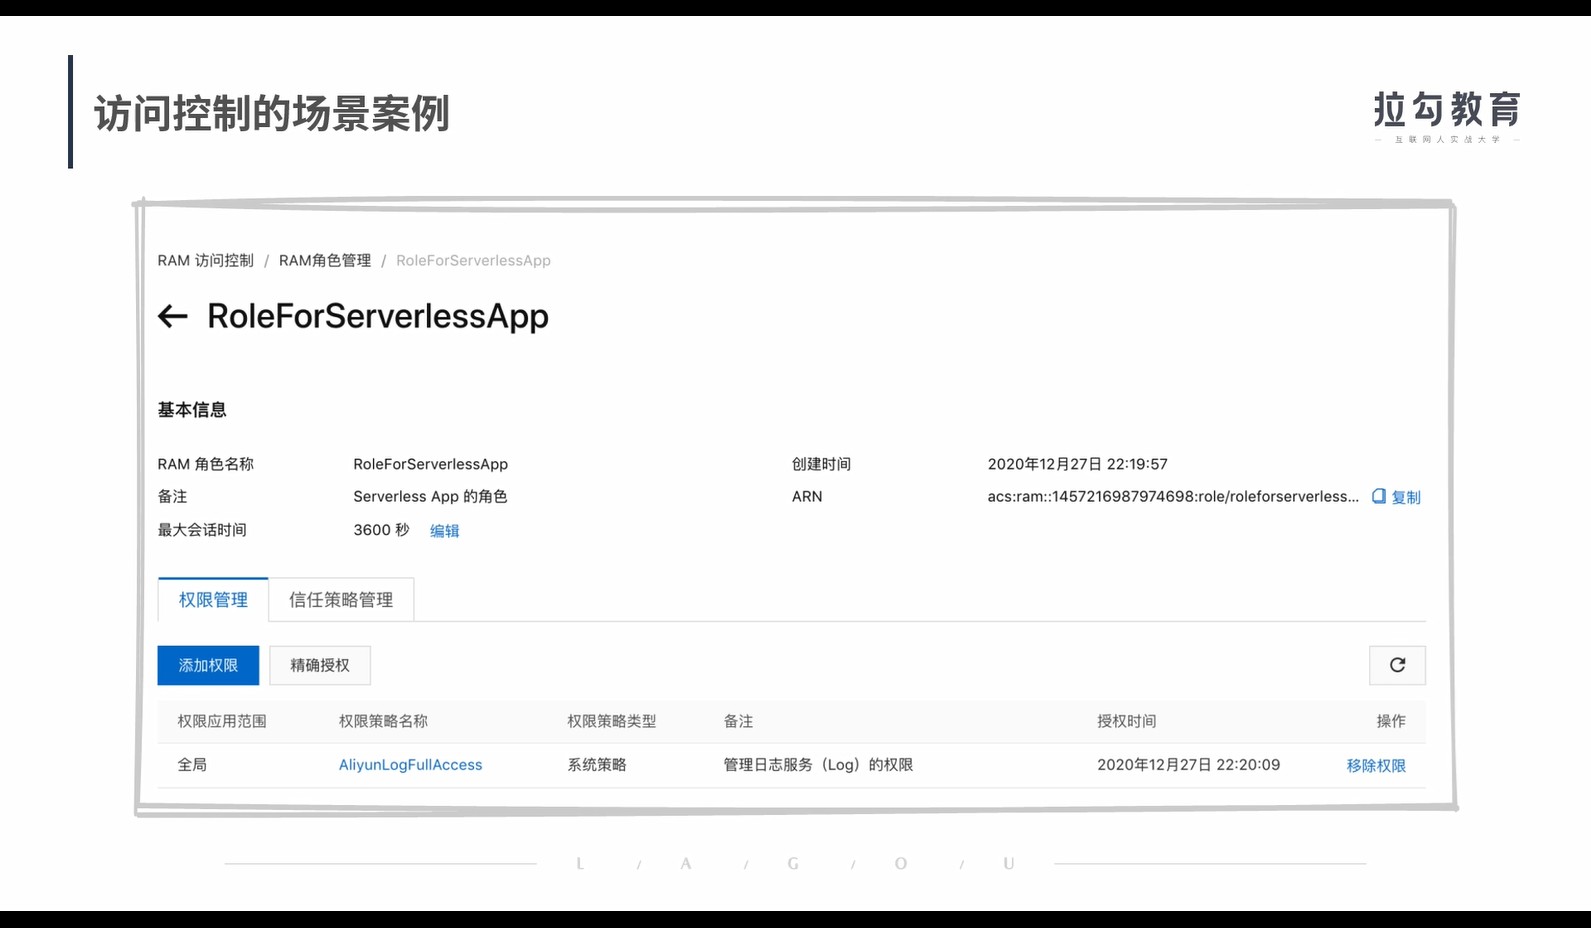 访问控制的场景案例
拉勾教育
— 互联网人实战大学 —
RAM 访问控制 / RAM角色管理 / RoleForServerlessApp
← RoleForServerlessApp
基本信息
RAM 角色名称 RoleForServerlessApp 创建时间 2020年12月27日 22:19:57
备注 Serverless App 的角色 ARN acs:ram::1457216987974698:role/roleforserverless... 复制
最大会话时间 3600 秒 编辑
权限管理 信任策略管理
添加权限 精确授权
权限应用范围 权限策略名称 权限策略类型 备注 授权时间 操作
全局 AliyunLogFullAccess 系统策略 管理日志服务（Log）的权限 2020年12月27日 22:20:09 移除权限
L / A / G / O / U